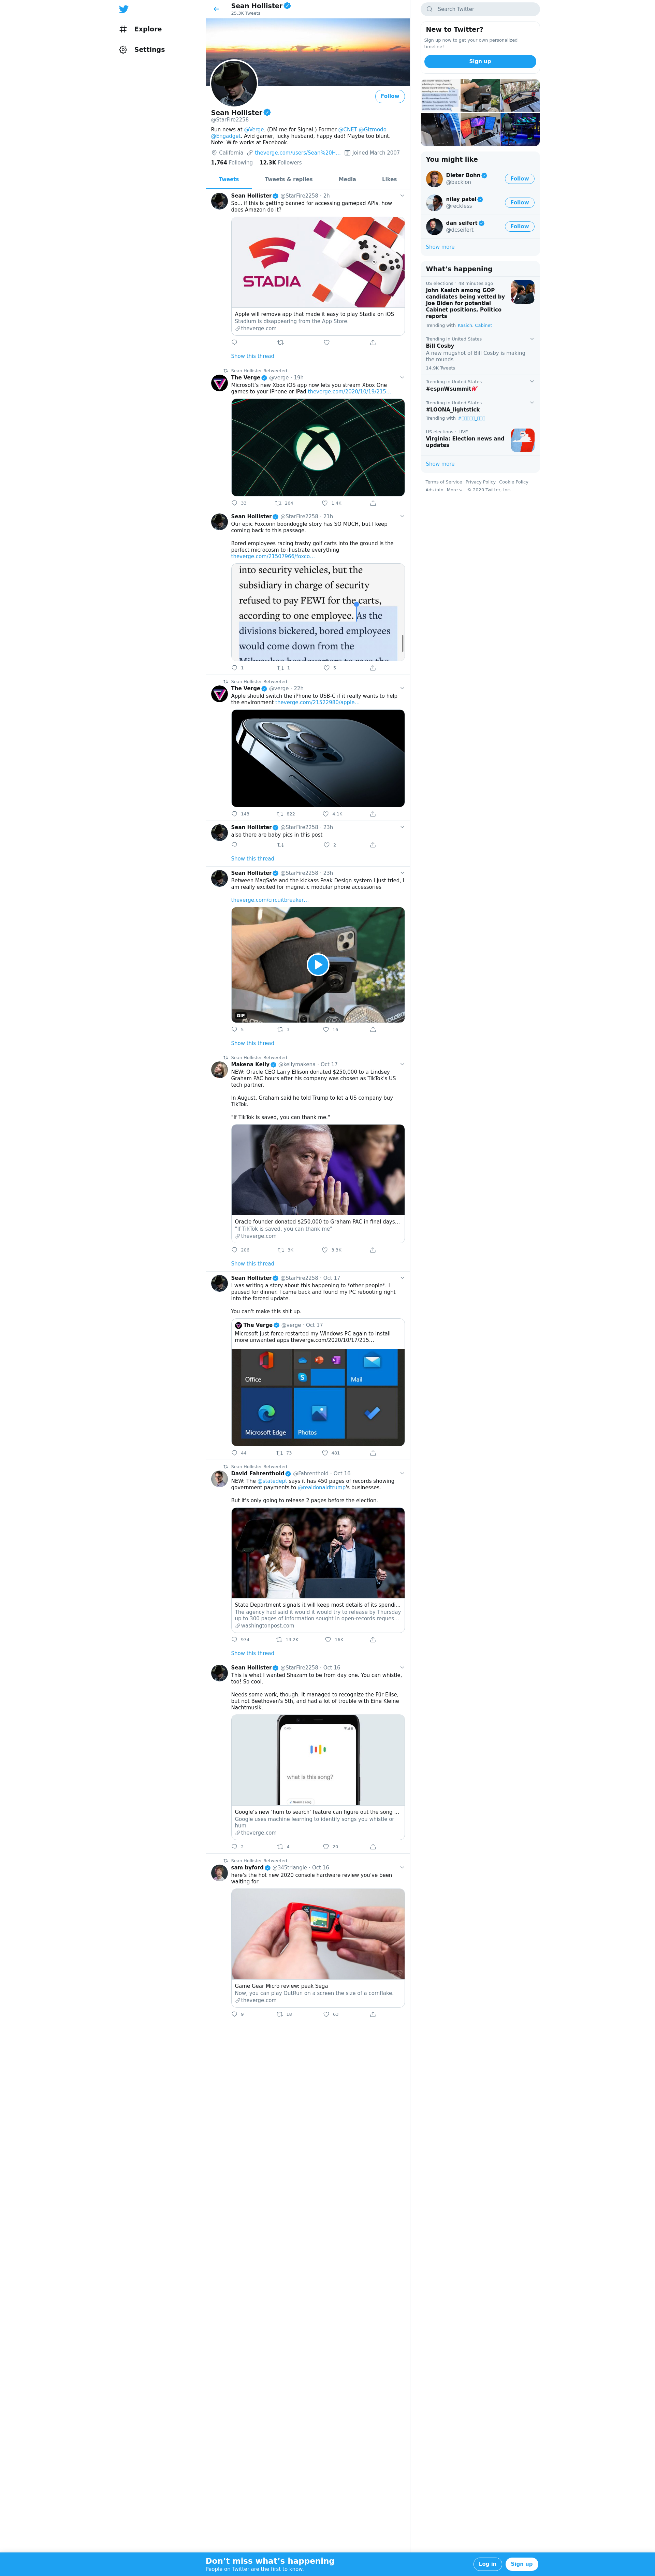 Explore
Settings
Sean Hollister
25.3K Tweets
Follow
Sean Hollister
@StarFire2258
Run news at @Verge. (DM me for Signal.) Former @CNET @Gizmodo
@Engadget. Avid gamer, lucky husband, happy dad! Maybe too blunt.
Note: Wife works at Facebook.
California theverge.com/users/Sean%20H… Joined March 2007
1,764 Following 12.3K Followers
Tweets Tweets & replies Media Likes
Sean Hollister @StarFire2258 · 2h
So... if this is getting banned for accessing gamepad APIs, how
does Amazon do it?
STADIA
Apple will remove app that made it easy to play Stadia on iOS
Stadium is disappearing from the App Store.
theverge.com
Show this thread
Sean Hollister Retweeted
The Verge @verge · 19h
Microsoft's new Xbox iOS app now lets you stream Xbox One
games to your iPhone or iPad theverge.com/2020/10/19/215…
33 264 1.4K
Sean Hollister @StarFire2258 · 21h
Our epic Foxconn boondoggle story has SO MUCH, but I keep
coming back to this passage.
Bored employees racing trashy golf carts into the ground is the
perfect microcosm to illustrate everything
theverge.com/21507966/foxco…
into security vehicles, but the
subsidiary in charge of security
refused to pay FEWI for the carts,
according to one employee. As the
divisions bickered, bored employees
would come down from the
Milwaukee headquarters to race the
1 1 5
Sean Hollister Retweeted
The Verge @verge · 22h
Apple should switch the iPhone to USB-C if it really wants to help
the environment theverge.com/21522980/apple…
143 822 4.1K
Sean Hollister @StarFire2258 · 23h
also there are baby pics in this post
2
Show this thread
Sean Hollister @StarFire2258 · 23h
Between MagSafe and the kickass Peak Design system I just tried, I
am really excited for magnetic modular phone accessories
theverge.com/circuitbreaker…
GIF
5 3 16
Show this thread
Sean Hollister Retweeted
Makena Kelly @kellymakena · Oct 17
NEW: Oracle CEO Larry Ellison donated $250,000 to a Lindsey
Graham PAC hours after his company was chosen as TikTok's US
tech partner.
In August, Graham said he told Trump to let a US company buy
TikTok.
"If TikTok is saved, you can thank me."
Oracle founder donated $250,000 to Graham PAC in final days…
"If TikTok is saved, you can thank me"
theverge.com
206 3K 3.3K
Show this thread
Sean Hollister @StarFire2258 · Oct 17
I was writing a story about this happening to *other people*. I
paused for dinner. I came back and found my PC rebooting right
into the forced update.
You can't make this shit up.
The Verge @verge · Oct 17
Microsoft just force restarted my Windows PC again to install
more unwanted apps theverge.com/2020/10/17/215…
Office
Mail
Microsoft Edge
Photos
44 73 481
Sean Hollister Retweeted
David Fahrenthold @Fahrenthold · Oct 16
NEW: The @statedept says it has 450 pages of records showing
government payments to @realdonaldtrump's businesses.
But it's only going to release 2 pages before the election.
State Department signals it will keep most details of its spendi…
The agency had said it would it would try to release by Thursday
up to 300 pages of information sought in open-records reques…
washingtonpost.com
974 13.2K 16K
Show this thread
Sean Hollister @StarFire2258 · Oct 16
This is what I wanted Shazam to be from day one. You can whistle,
too! So cool.
Needs some work, though. It managed to recognize the Für Elise,
but not Beethoven's 5th, and had a lot of trouble with Eine Kleine
Nachtmusik.
what is this song?
Google's new 'hum to search' feature can figure out the song …
Google uses machine learning to identify songs you whistle or
hum
theverge.com
2 4 20
Sean Hollister Retweeted
sam byford @345triangle · Oct 16
here's the hot new 2020 console hardware review you've been
waiting for
Game Gear Micro review: peak Sega
Now, you can play OutRun on a screen the size of a cornflake.
theverge.com
9 18 63
Search Twitter
New to Twitter?
Sign up now to get your own personalized
timeline!
Sign up
You might like
Dieter Bohn
@backlon
Follow
nilay patel
@reckless
Follow
dan seifert
@dcseifert
Follow
Show more
What's happening
US elections · 48 minutes ago
John Kasich among GOP
candidates being vetted by
Joe Biden for potential
Cabinet positions, Politico
reports
Trending with Kasich, Cabinet
Trending in United States
Bill Cosby
A new mugshot of Bill Cosby is making
the rounds
14.9K Tweets
Trending in United States
#espnWsummit
Trending in United States
#LOONA_lightstick
Trending with
US elections · LIVE
Virginia: Election news and
updates
Show more
Terms of Service Privacy Policy Cookie Policy
Ads info More © 2020 Twitter, Inc.
Don't miss what's happening
People on Twitter are the first to know.
Log in
Sign up